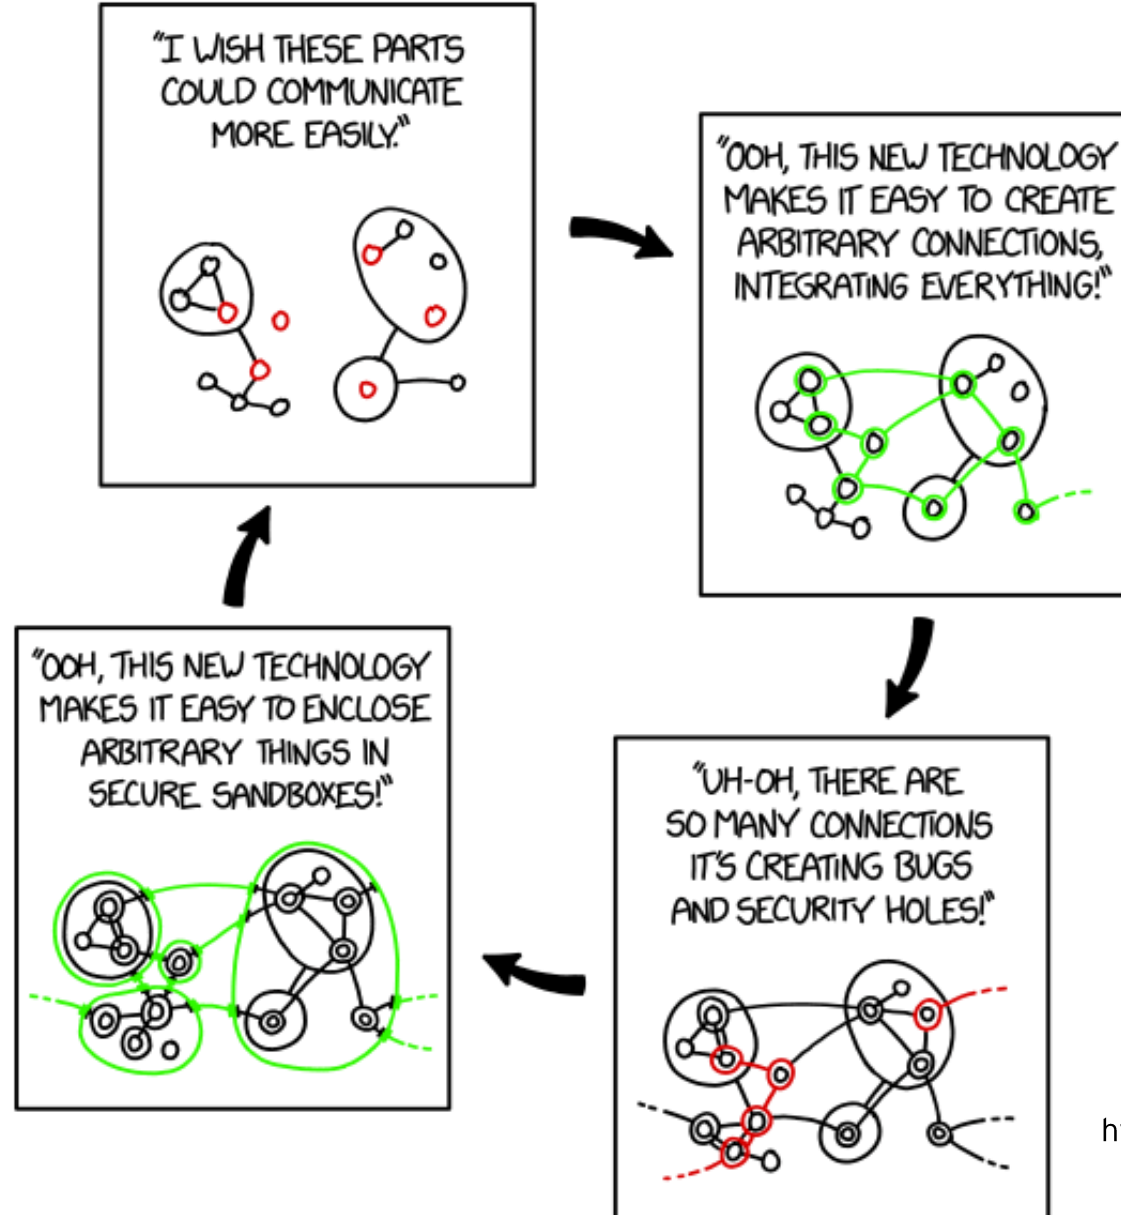 "I WISH THESE PARTS
COULD COMMUNICATE
MORE EASILY."
"OOH, THIS NEW TECHNOLOGY
MAKES IT EASY TO CREATE
ARBITRARY CONNECTIONS,
INTEGRATING EVERYTHING!"
"UH-OH, THERE ARE
SO MANY CONNECTIONS
IT'S CREATING BUGS
AND SECURITY HOLES!"
"OOH, THIS NEW TECHNOLOGY
MAKES IT EASY TO ENCLOSE
ARBITRARY THINGS IN
SECURE SANDBOXES!"